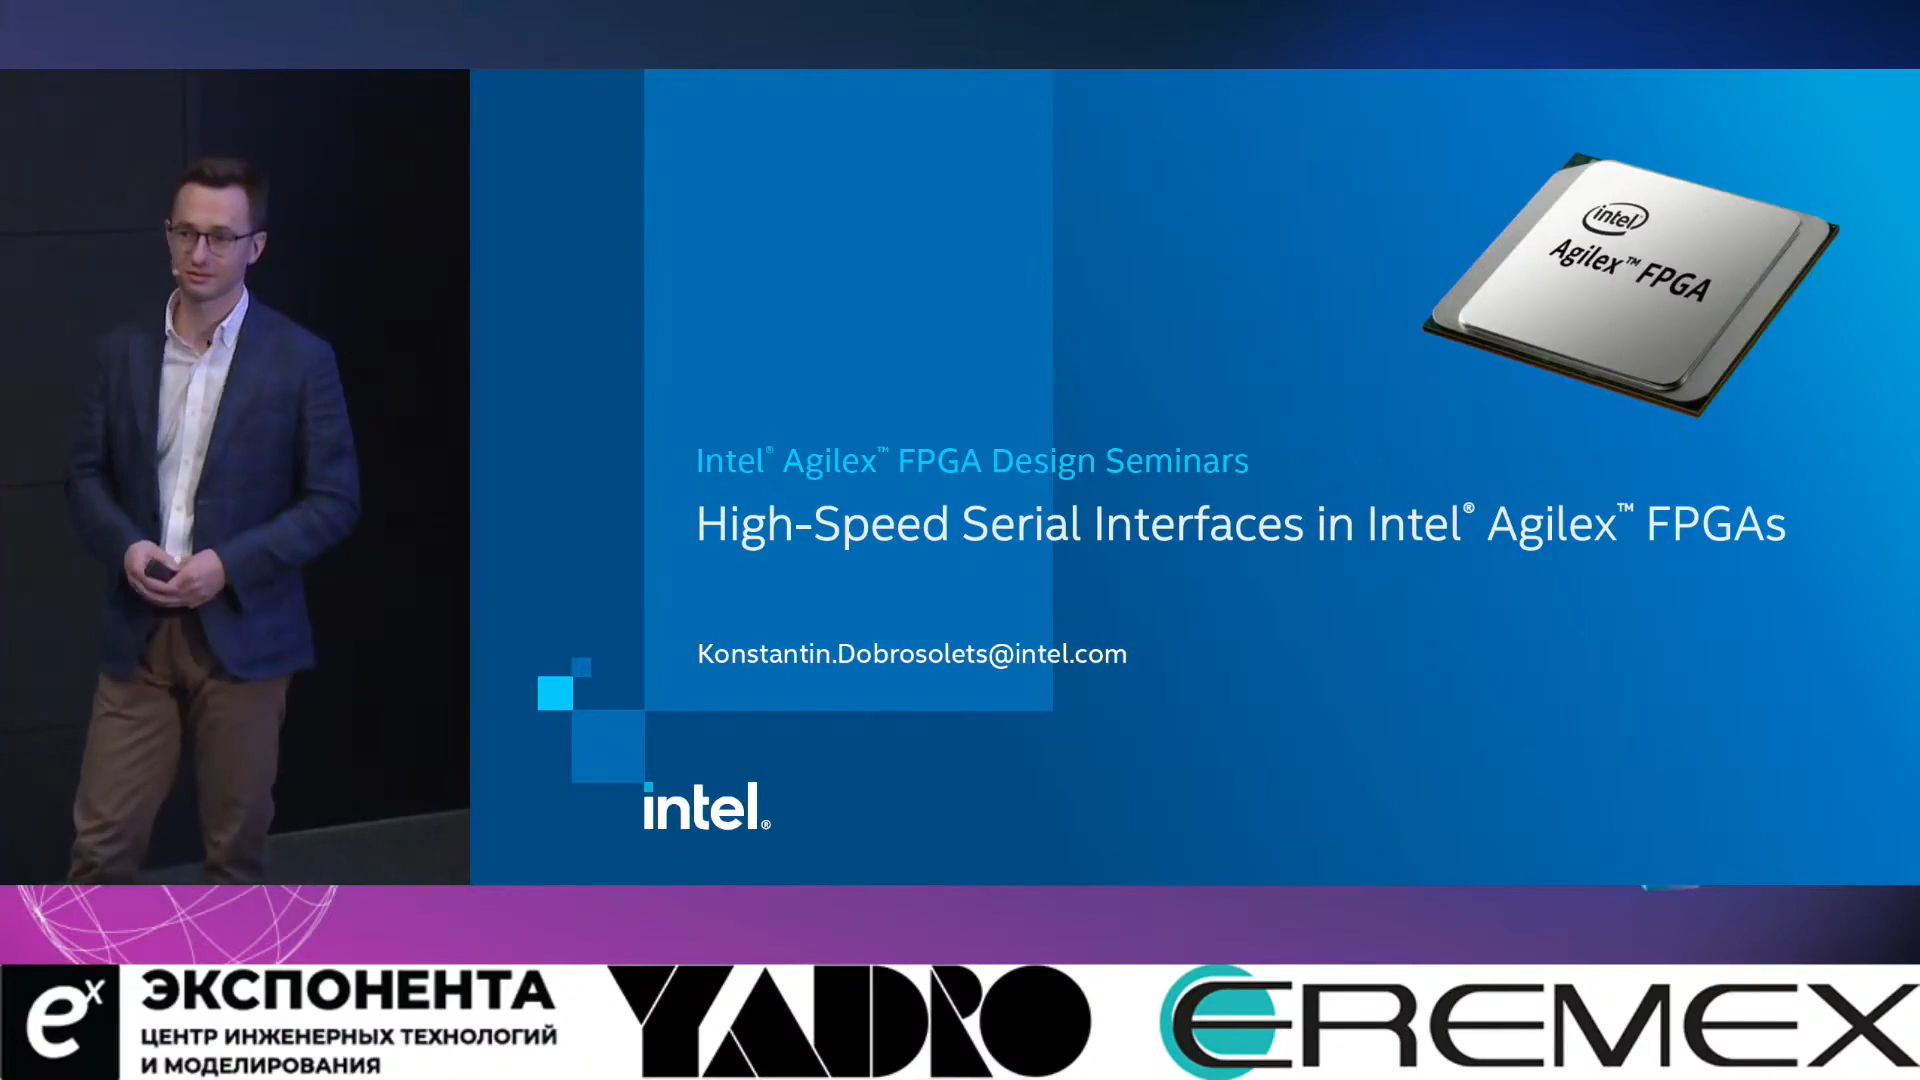 intel
Agilex™ FPGA
Intel® Agilex™ FPGA Design Seminars
High-Speed Serial Interfaces in Intel® Agilex™ FPGAs
Konstantin.Dobrosolets@intel.com
intel®
ex
ЭКСПОНЕНТА
ЦЕНТР ИНЖЕНЕРНЫХ ТЕХНОЛОГИЙ
И МОДЕЛИРОВАНИЯ
YADRO
EREMEX